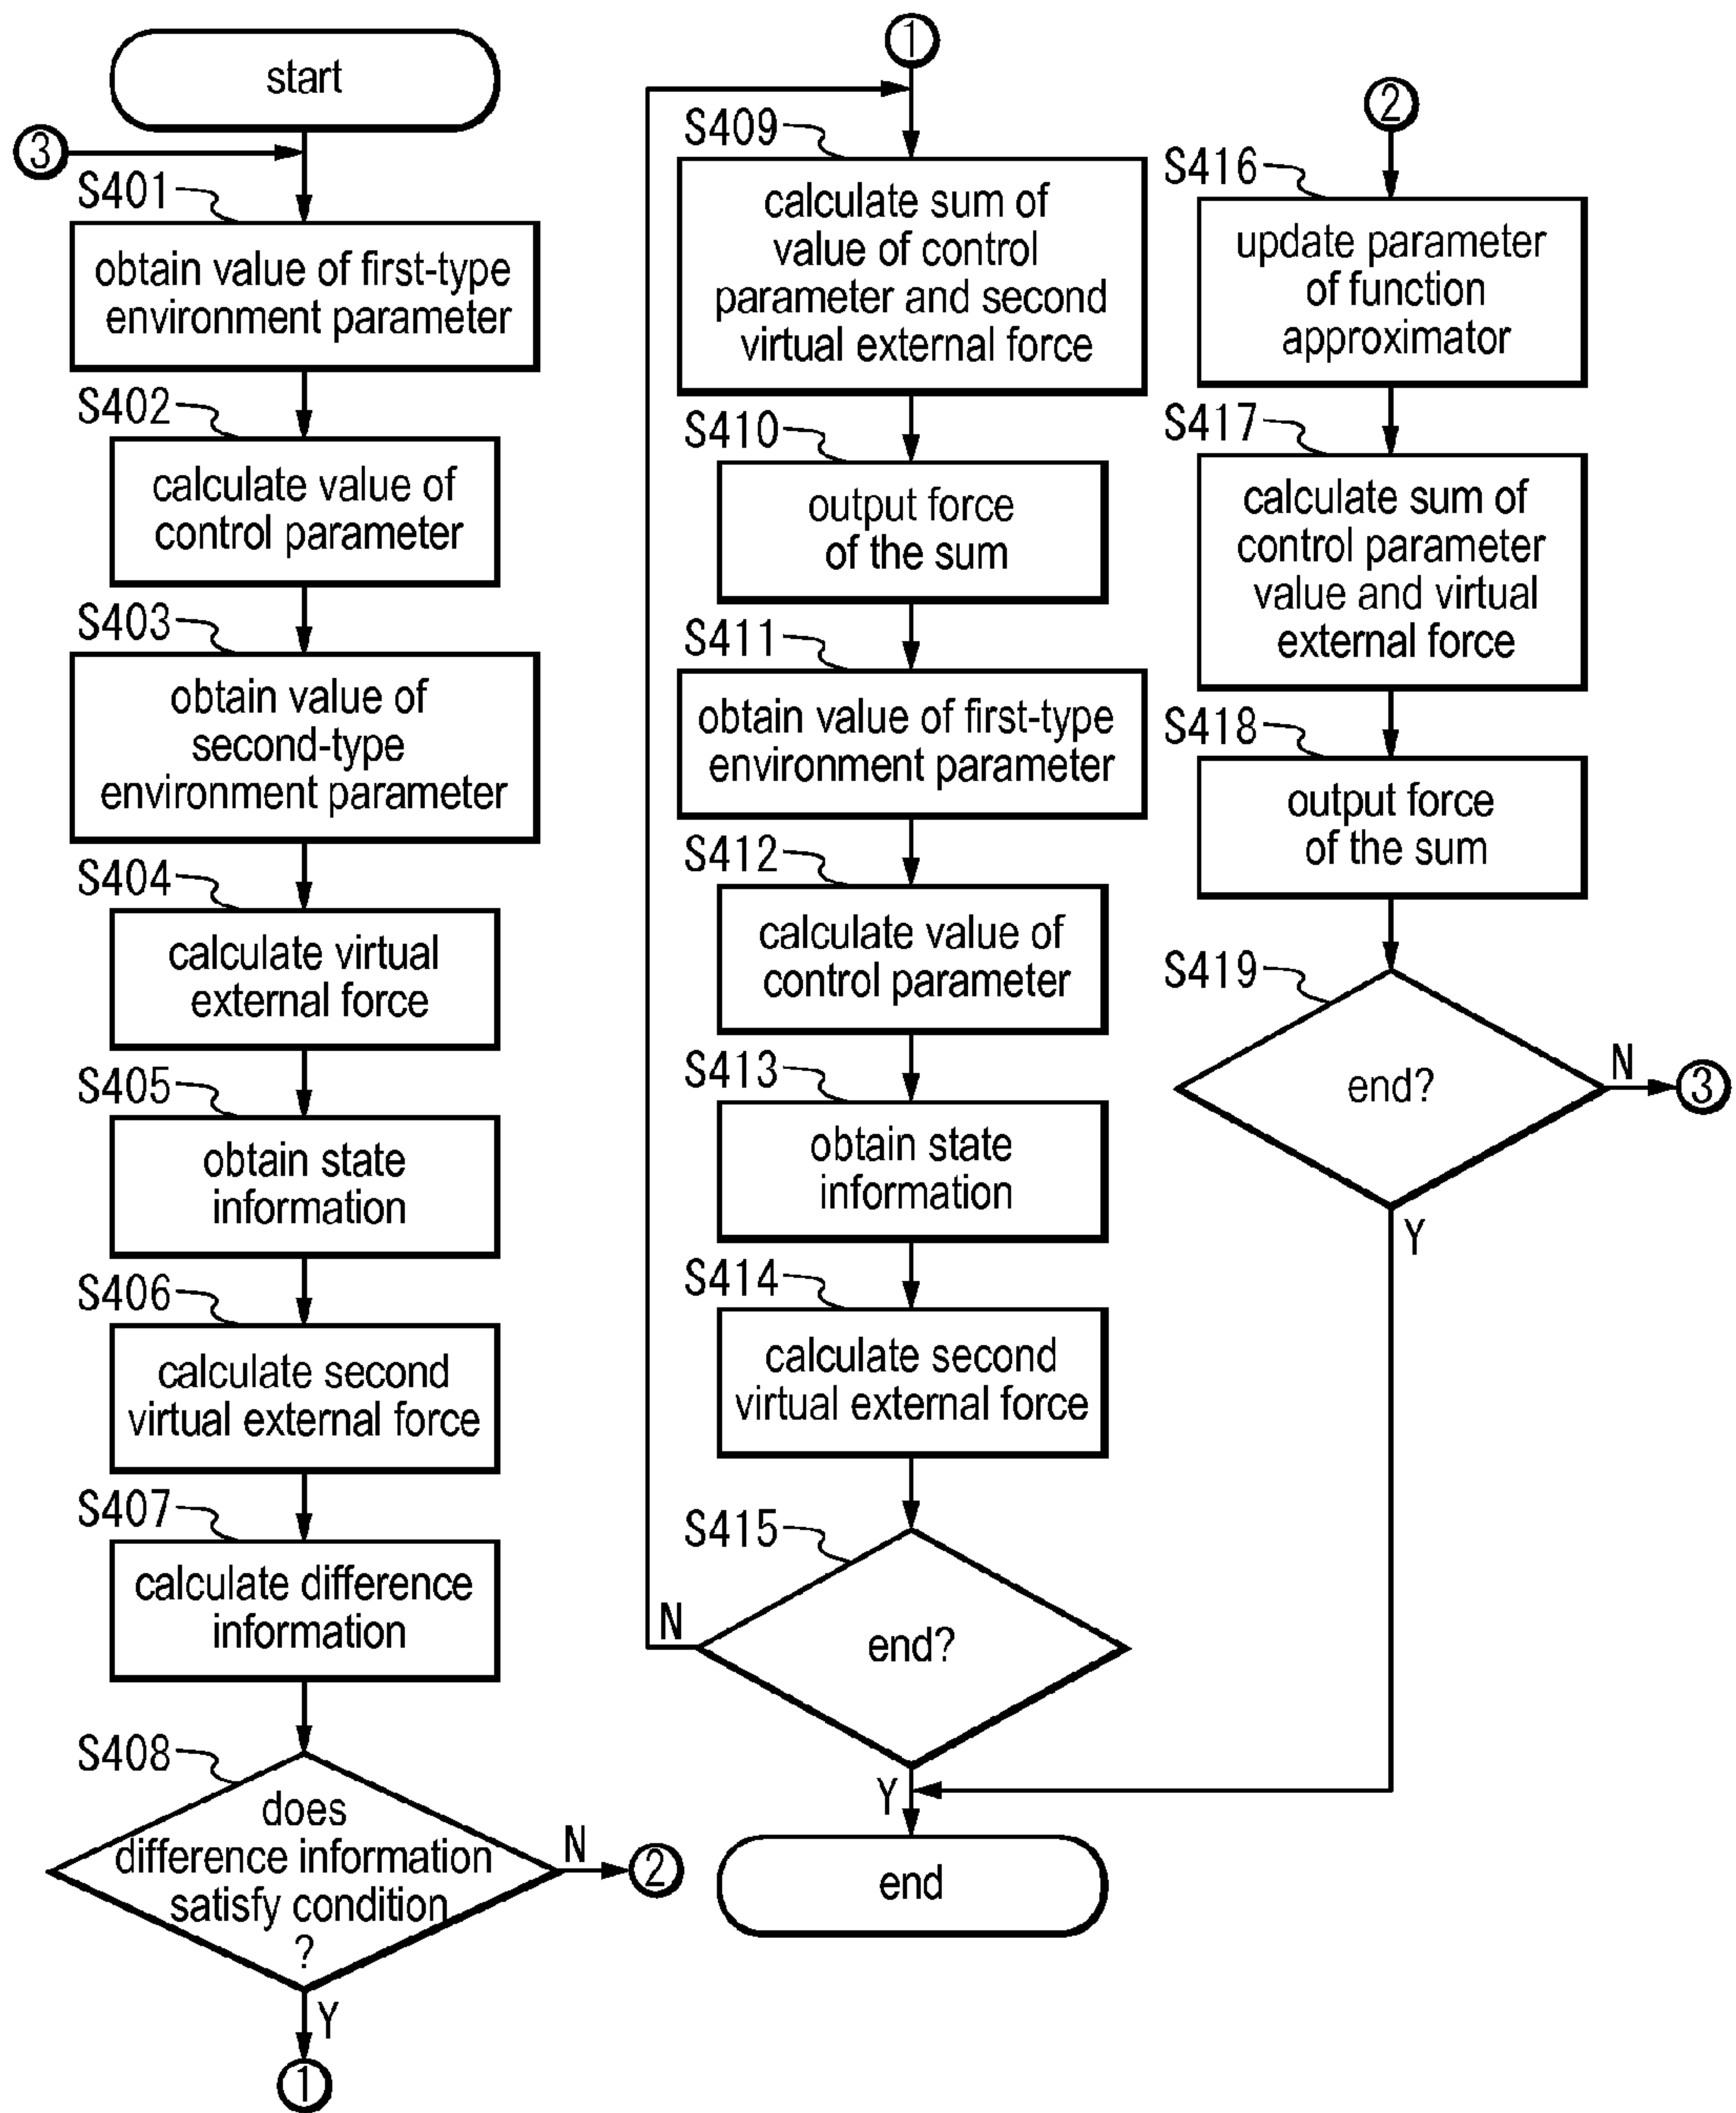 start
3
S401
obtain value of first-type
environment parameter
S402
calculate value of
control parameter
S403
obtain value of
second-type
environment parameter
S404
calculate virtual
external force
S405
obtain state
information
S406
calculate second
virtual external force
S407
calculate difference
information
S408
does
difference information
satisfy condition
?
N
2
Y
1
1
S409
calculate sum of
value of control
parameter and second
virtual external force
S410
output force
of the sum
S411
obtain value of first-type
environment parameter
S412
calculate value of
control parameter
S413
obtain state
information
S414
calculate second
virtual external force
S415
end?
N
Y
end
2
S416
update parameter
of function
approximator
S417
calculate sum of
control parameter
value and virtual
external force
S418
output force
of the sum
S419
end?
N
3
Y